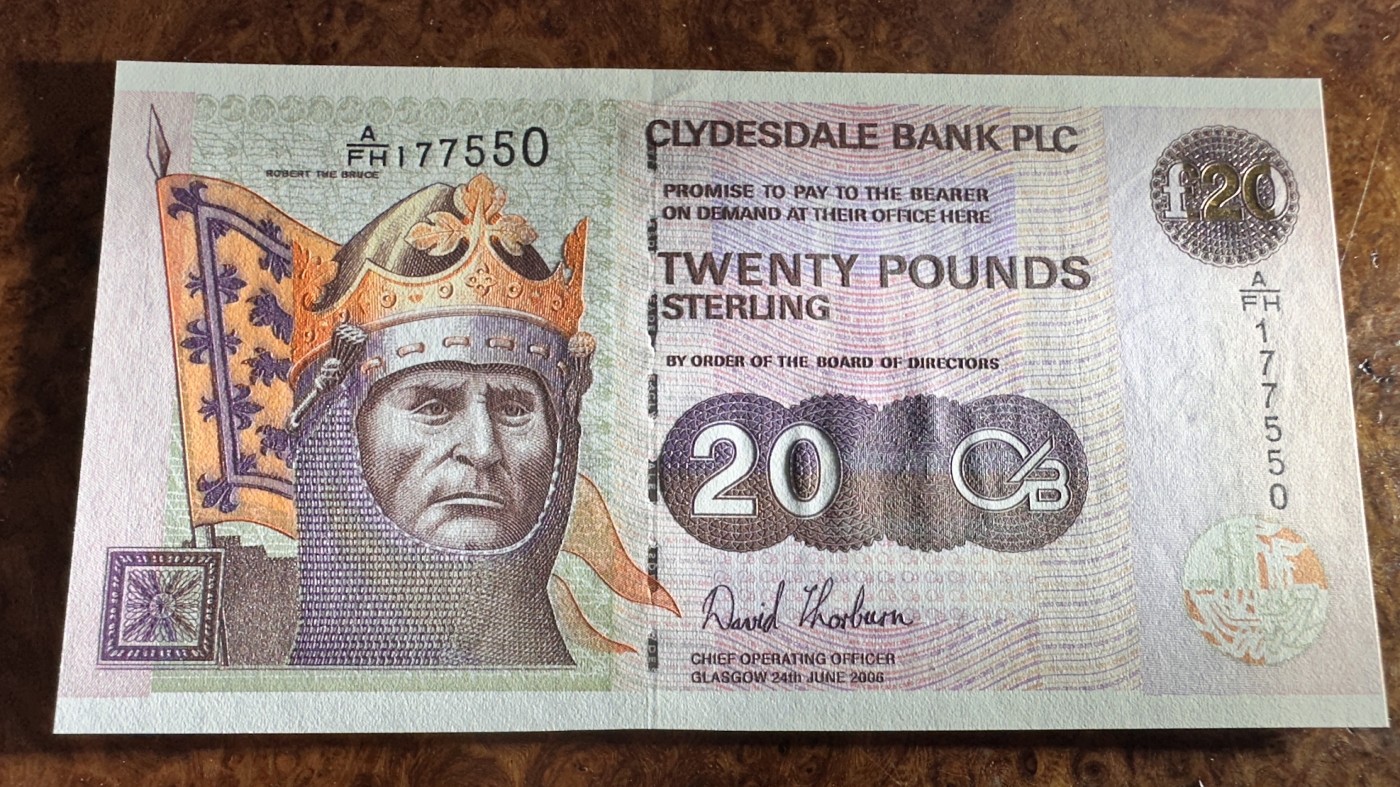 A/FH 177550
ROBERT THE BRUCE
CLYDESDALE BANK PLC
PROMISE TO PAY TO THE BEARER
ON DEMAND AT THEIR OFFICE HERE
TWENTY POUNDS
STERLING
BY ORDER OF THE BOARD OF DIRECTORS
20 CB
David Thorburn
CHIEF OPERATING OFFICER
GLASGOW 24th JUNE 2006
£20
A/FH 177550